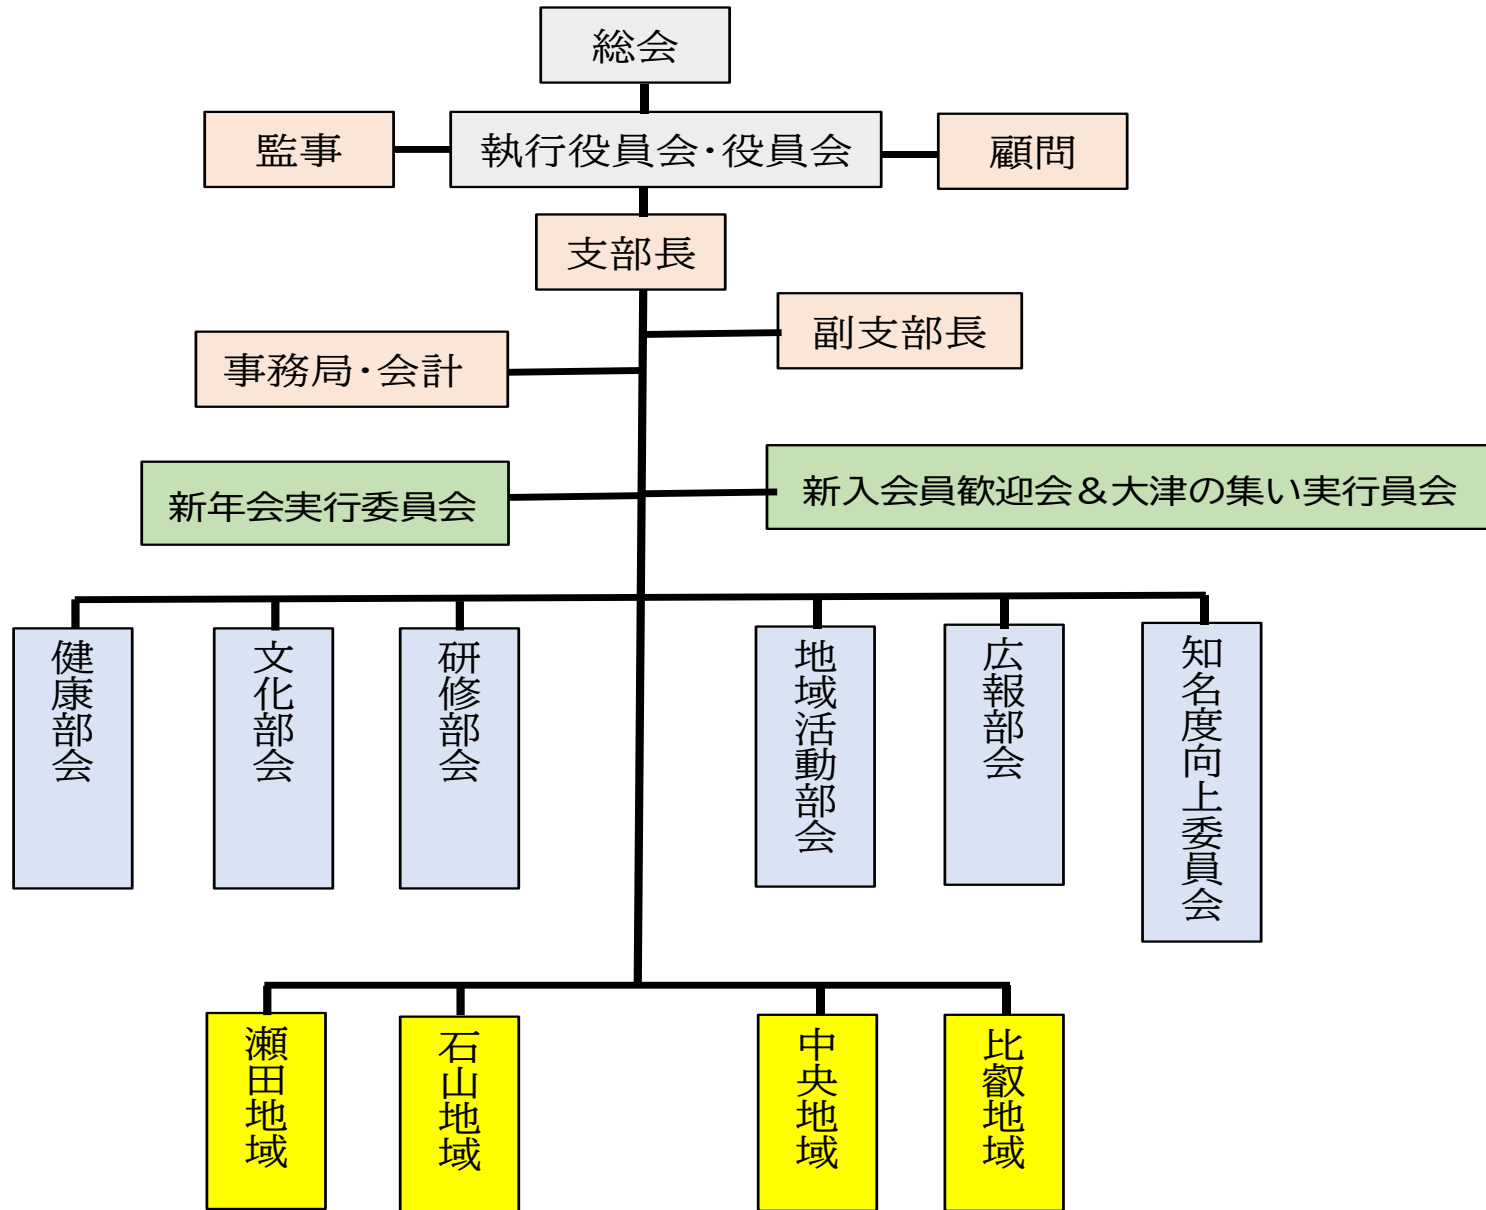 総会
監事
執行役員会・役員会
顧問
支部長
副支部長
事務局・会計
新年会実行委員会
新入会員歓迎会＆大津の集い実行員会
健康部会
文化部会
研修部会
地域活動部会
広報部会
知名度向上委員会
瀬田地域
石山地域
中央地域
比叡地域